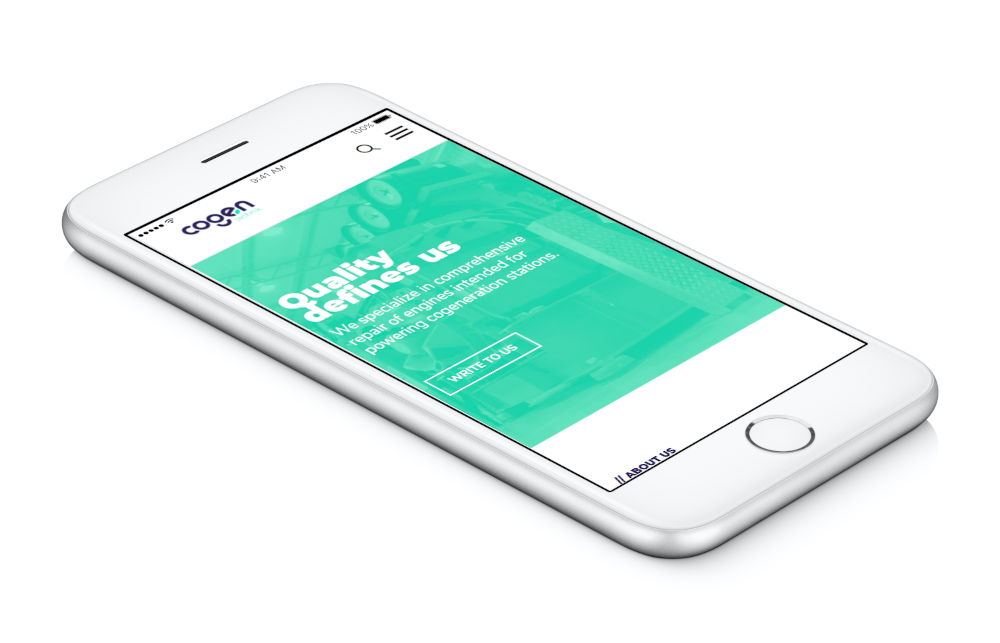 9:41 AM
100%
cogen
Quality
defines us
We specialize in comprehensive
repair of engines intended for
powering cogeneration stations.
WRITE TO US
// ABOUT US